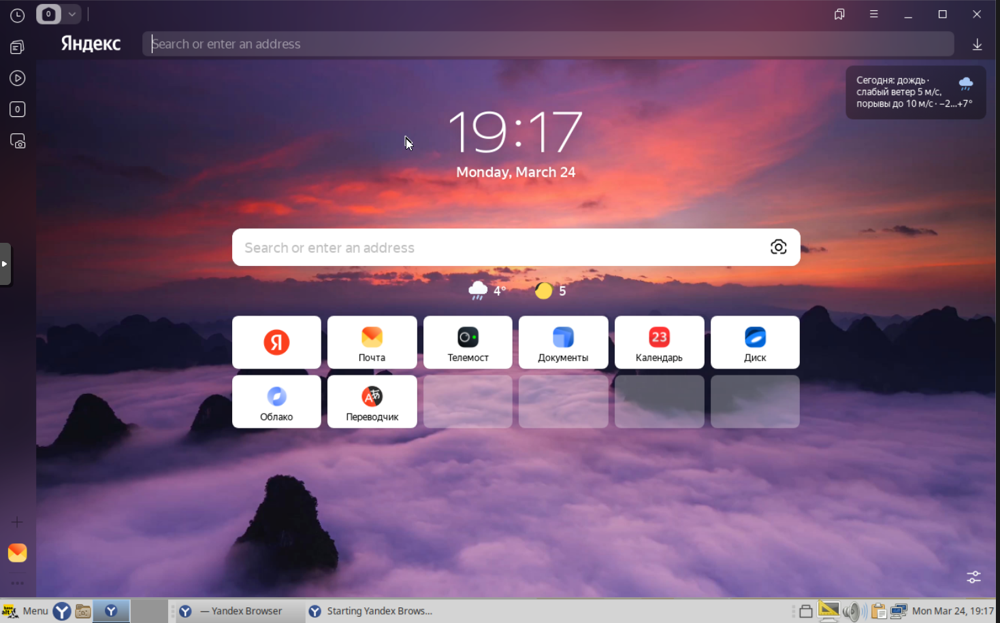 0
Яндекс
Search or enter an address
0
Сегодня: дождь ·
слабый ветер 5 м/с,
порывы до 10 м/с · −2...+7°
19:17
Monday, March 24
Search or enter an address
4° 5
Я
Почта
Телемост
Документы
23
Календарь
Диск
Облако
Переводчик
Menu
— Yandex Browser
Starting Yandex Brows...
Mon Mar 24, 19:17